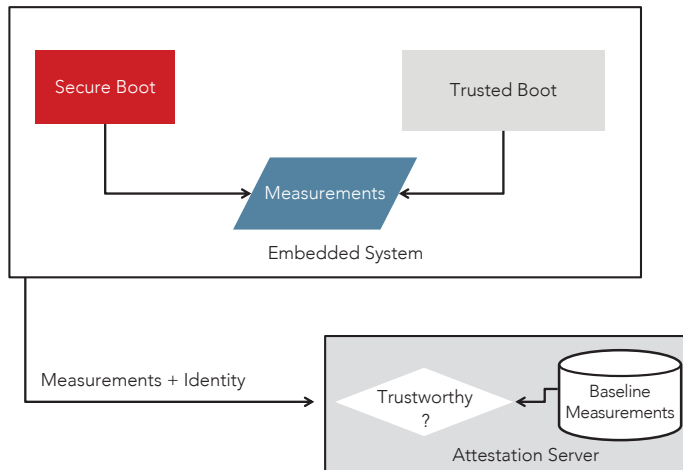 Secure Boot
Trusted Boot
Measurements
Embedded System
Measurements + Identity
Trustworthy
?
Baseline
Measurements
Attestation Server